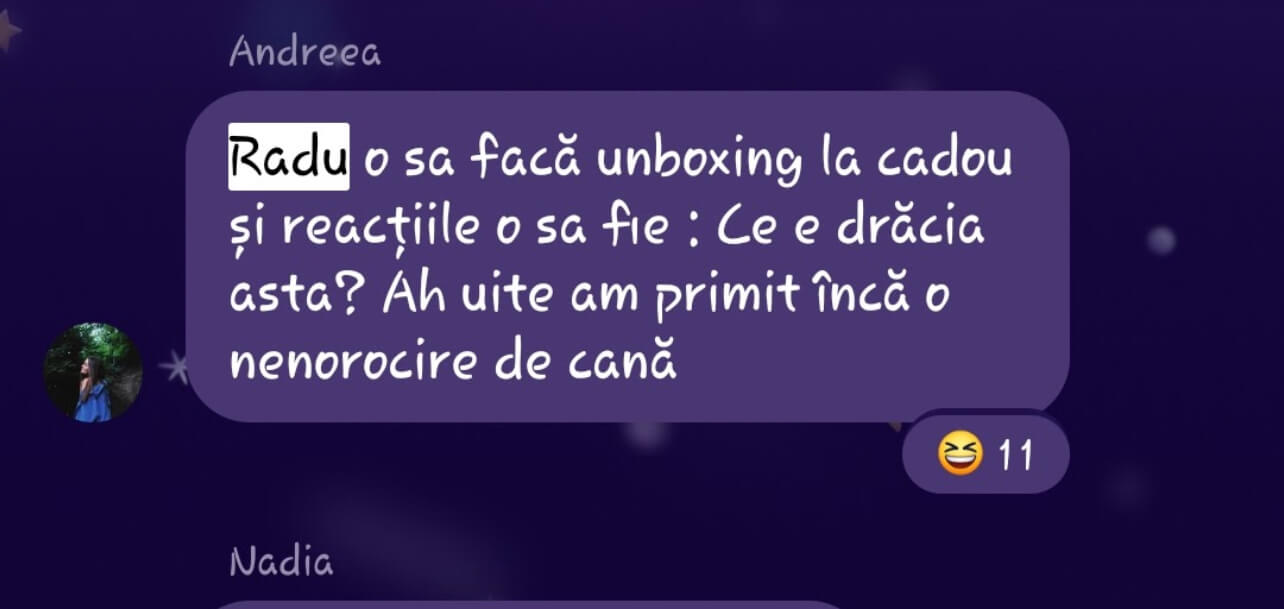 Andreea
Radu o sa facă unboxing la cadou
și reacțiile o sa fie : Ce e drăcia
asta? Ah uite am primit încă o
nenorocire de cană
😆 11
Nadia